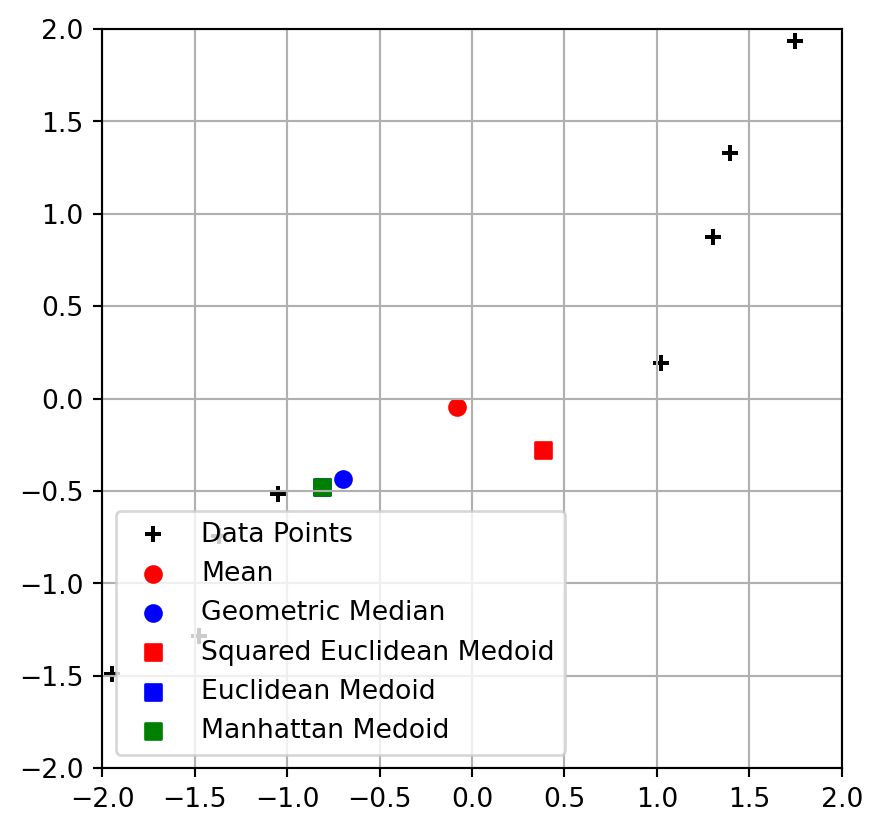 2.0
1.5
1.0
0.5
0.0
−0.5
−1.0
−1.5
−2.0
Data Points
Mean
Geometric Median
Squared Euclidean Medoid
Euclidean Medoid
Manhattan Medoid
−2.0 −1.5 −1.0 −0.5 0.0 0.5 1.0 1.5 2.0